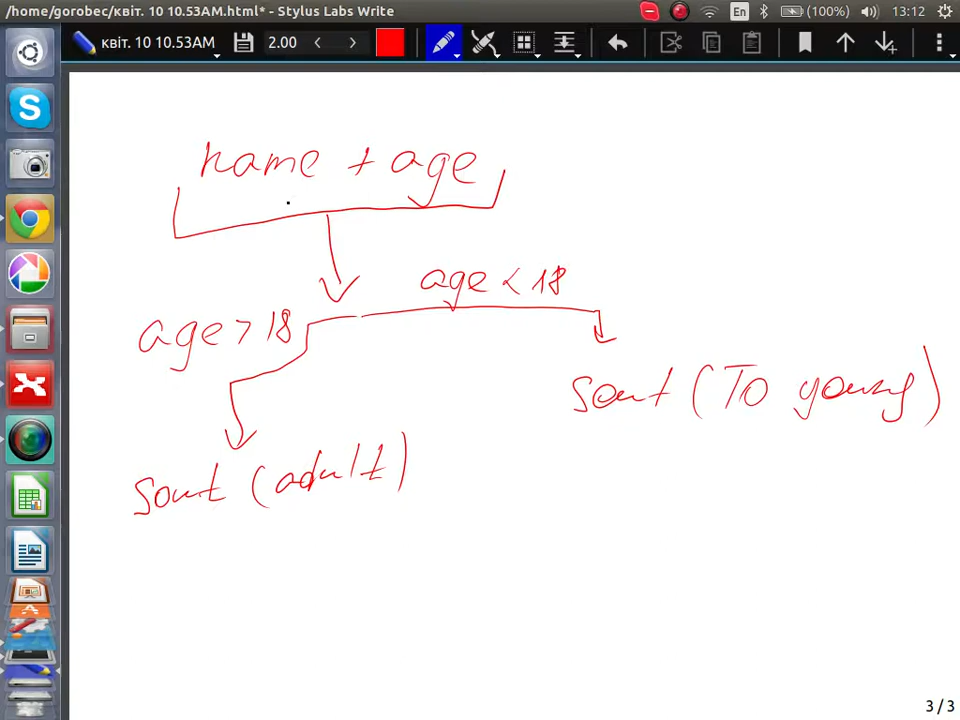 /home/gorobec/квіт. 10 10.53AM.html* - Stylus Labs Write
En (100%) 13:12
квіт. 10 10.53AM 2.00
name + age
age < 18
age > 18
sout (To young)
sout (adult)
3 / 3